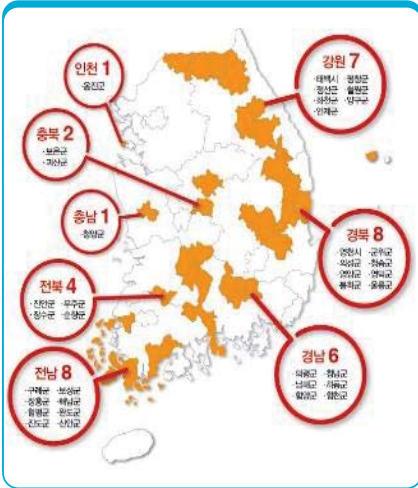 인천 1
·옹진군
강원 7
·태백시 ·평창군
·정선군 ·철원군
·화천군 ·양구군
·인제군
충북 2
·보은군
·괴산군
충남 1
·청양군
경북 8
·영천시 ·군위군
·의성군 ·청송군
·영양군 ·영덕군
·봉화군 ·울릉군
전북 4
·진안군 ·무주군
·장수군 ·순창군
경남 6
·의령군 ·창녕군
·남해군 ·하동군
·함양군 ·합천군
전남 8
·구례군 ·보성군
·장흥군 ·해남군
·함평군 ·완도군
·진도군 ·신안군